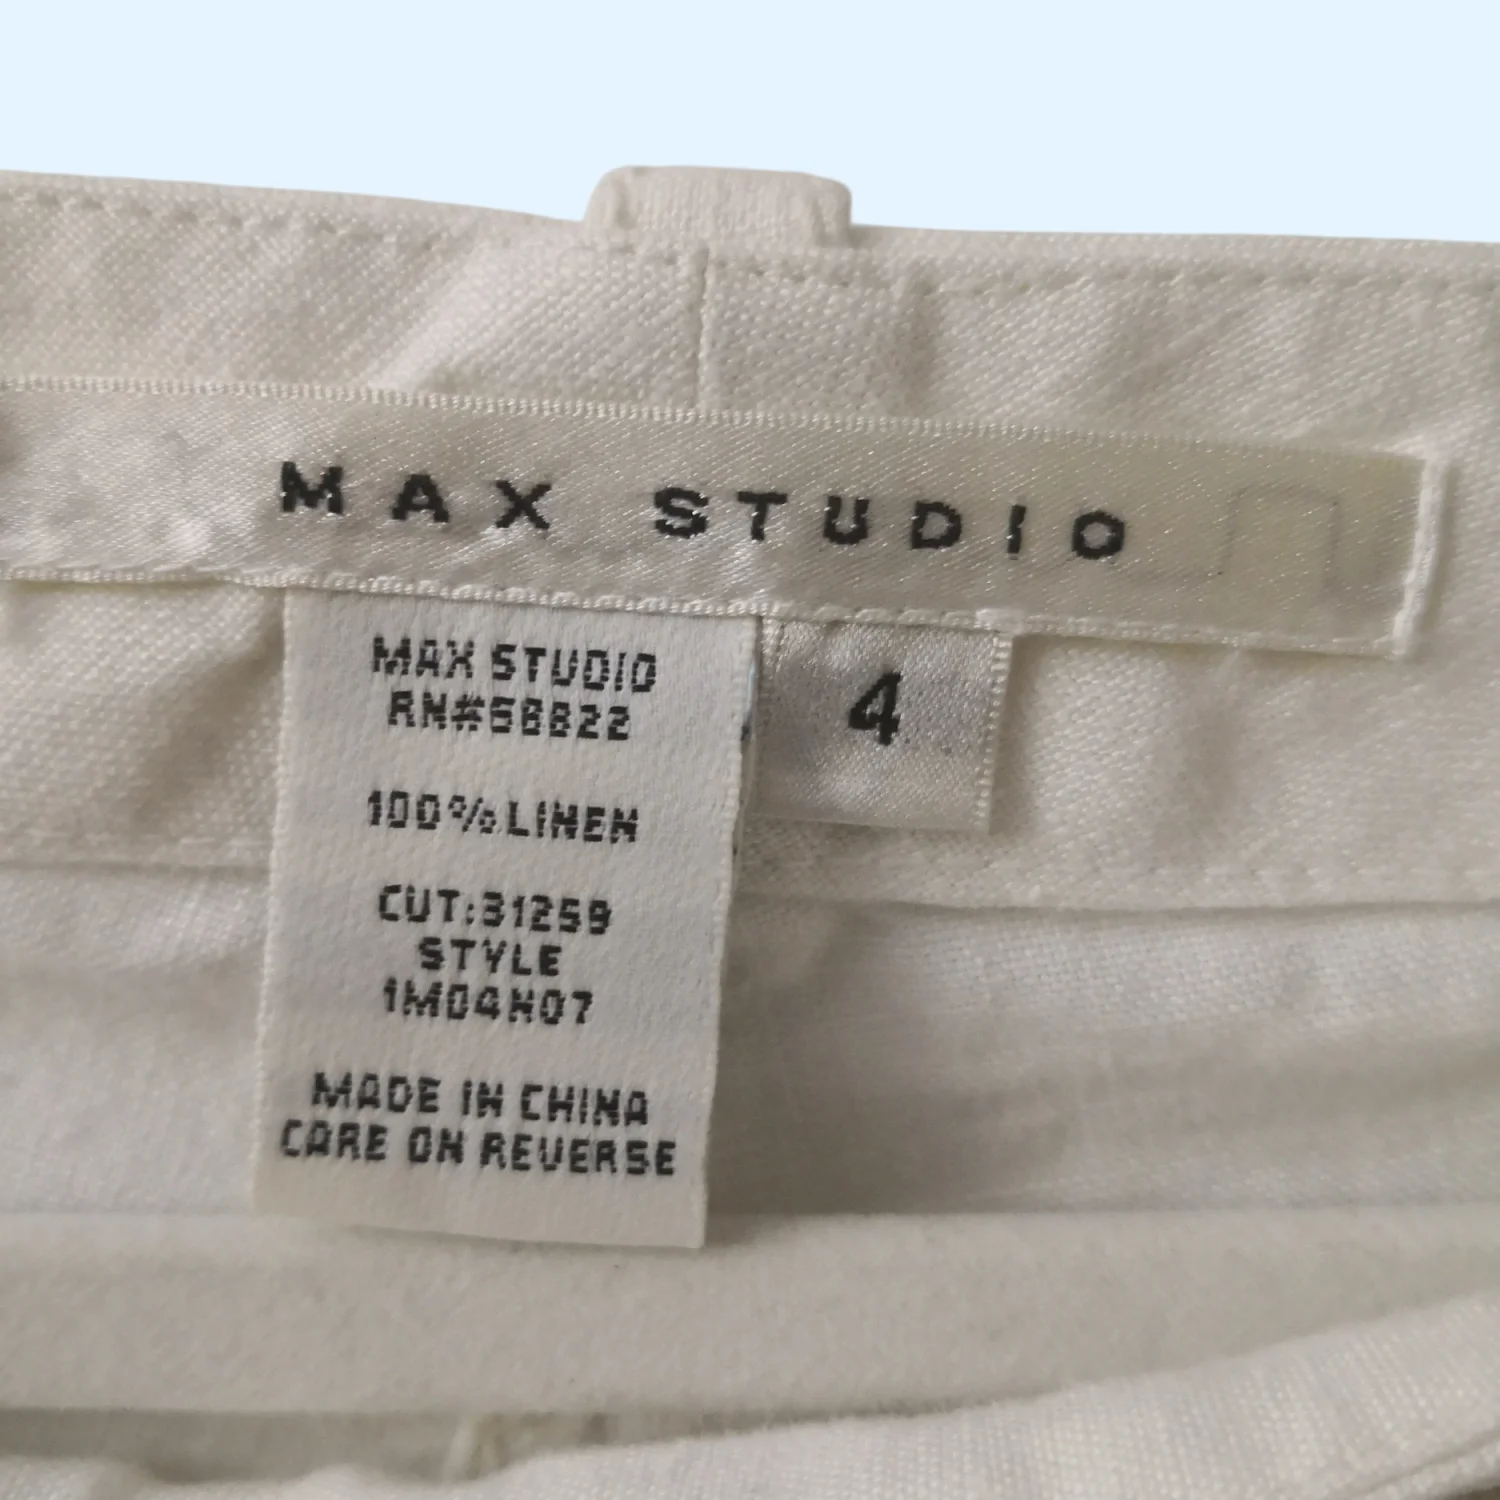 MAX STUDIO
MAX STUDIO
RN#58822
4
100% LINEN
CUT:31259
STYLE
1M04N07
MADE IN CHINA
CARE ON REVERSE